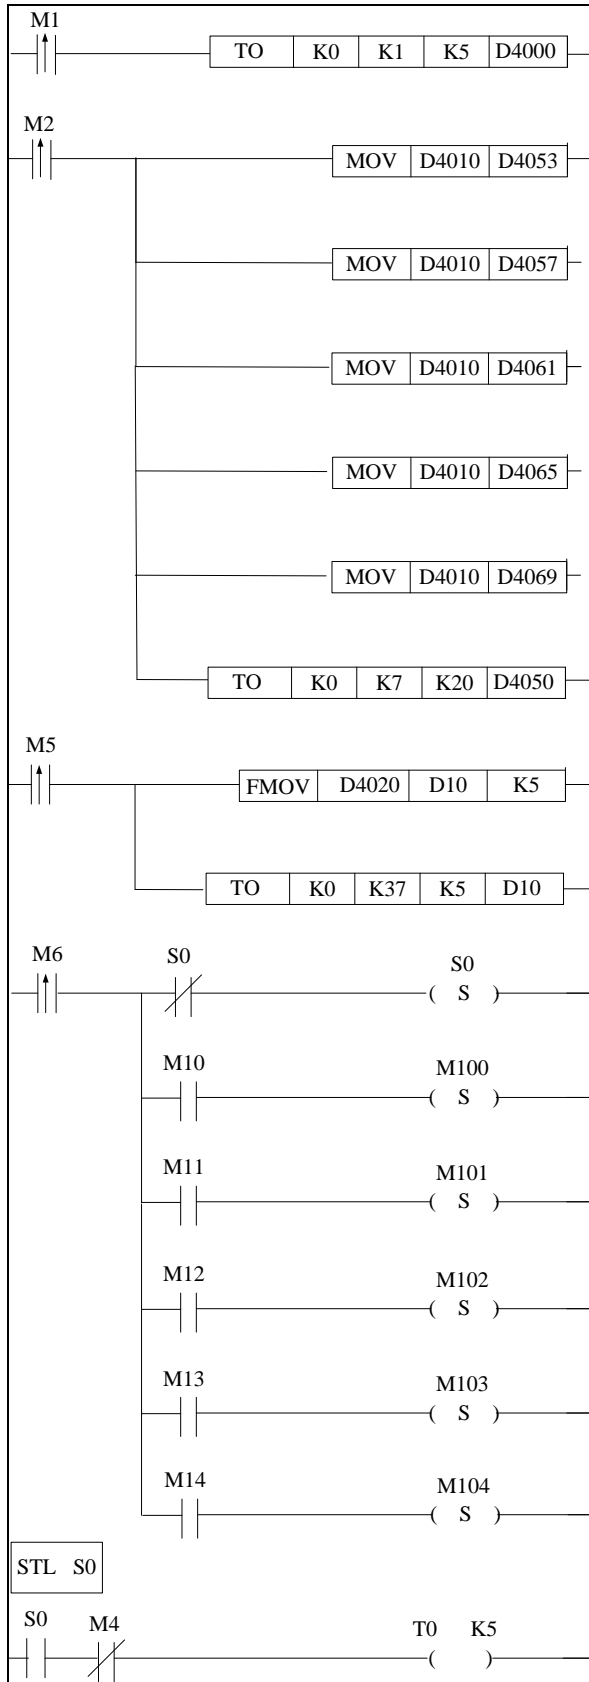 M1
TO K0 K1 K5 D4000
M2
MOV D4010 D4053
MOV D4010 D4057
MOV D4010 D4061
MOV D4010 D4065
MOV D4010 D4069
TO K0 K7 K20 D4050
M5
FMOV D4020 D10 K5
TO K0 K37 K5 D10
M6 S0 S0
( S )
M10 M100
( S )
M11 M101
( S )
M12 M102
( S )
M13 M103
( S )
M14 M104
( S )
STL S0
S0 M4 T0 K5
( )